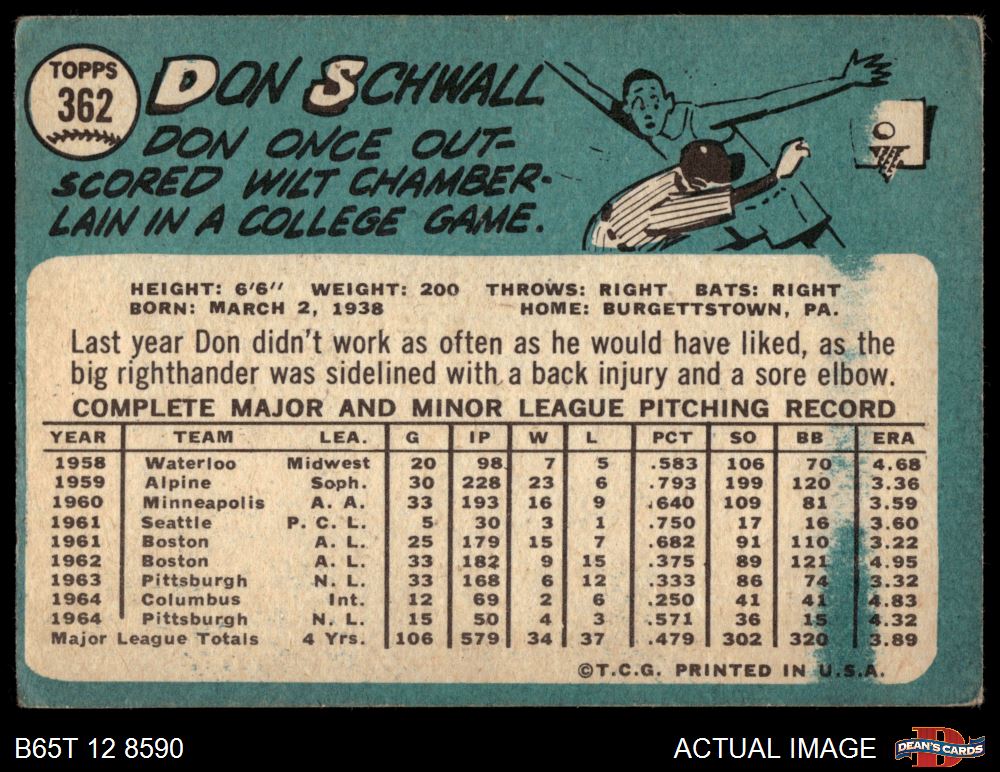 TOPPS
362
DON SCHWALL
DON ONCE OUT-
SCORED WILT CHAMBER-
LAIN IN A COLLEGE GAME.
HEIGHT: 6'6" WEIGHT: 200 THROWS: RIGHT BATS: RIGHT
BORN: MARCH 2, 1938 HOME: BURGETTSTOWN, PA.
Last year Don didn't work as often as he would have liked, as the
big righthander was sidelined with a back injury and a sore elbow.
COMPLETE MAJOR AND MINOR LEAGUE PITCHING RECORD
YEAR TEAM LEA. G IP W L PCT SO BB ERA
1958 Waterloo Midwest 20 98 7 5 .583 106 70 4.68
1959 Alpine Soph. 30 228 23 6 .793 199 120 3.36
1960 Minneapolis A. A. 33 193 16 9 .640 109 81 3.59
1961 Seattle P. C. L. 5 30 3 1 .750 17 16 3.60
1961 Boston A. L. 25 179 15 7 .682 91 110 3.22
1962 Boston A. L. 33 182 9 15 .375 89 121 4.95
1963 Pittsburgh N. L. 33 168 6 12 .333 86 74 3.32
1964 Columbus Int. 12 69 2 6 .250 41 41 4.83
1964 Pittsburgh N. L. 15 50 4 3 .571 36 15 4.32
Major League Totals 4 Yrs. 106 579 34 37 .479 302 320 3.89
©T.C.G. PRINTED IN U.S.A.
B65T 12 8590
ACTUAL IMAGE
DEAN'S CARDS